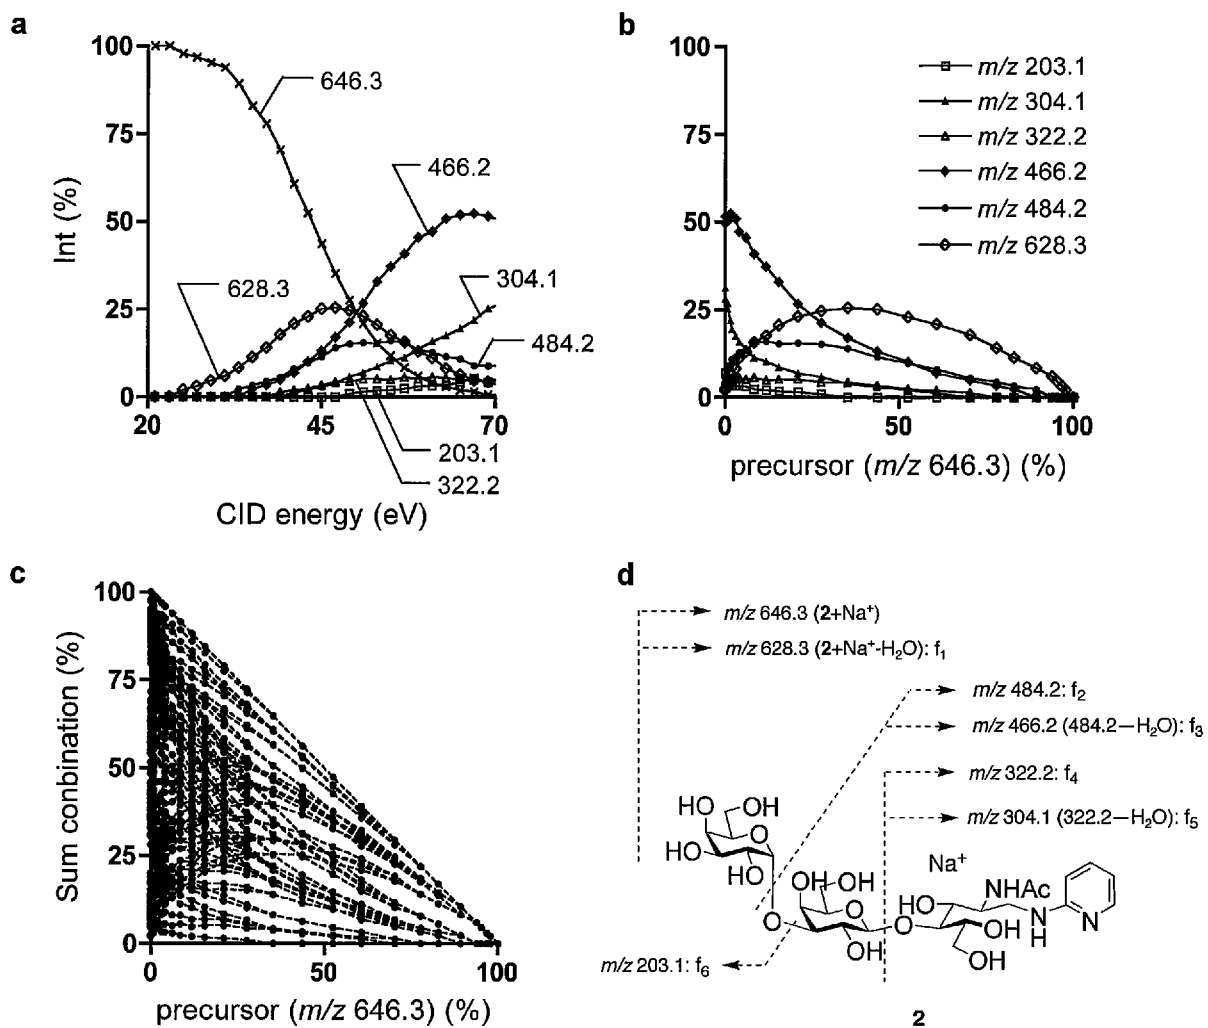 a
100
75
50
25
0
Int (%)
20
45
70
CID energy (eV)
646.3
466.2
628.3
304.1
484.2
203.1
322.2
b
100
75
50
25
0
0
50
100
precursor (m/z 646.3) (%)
m/z 203.1
m/z 304.1
m/z 322.2
m/z 466.2
m/z 484.2
m/z 628.3
c
100
75
50
25
0
Sum conbination (%)
0
50
100
precursor (m/z 646.3) (%)
d
m/z 646.3 (2+Na⁺)
m/z 628.3 (2+Na⁺-H₂O): f₁
m/z 484.2: f₂
m/z 466.2 (484.2−H₂O): f₃
m/z 322.2: f₄
m/z 304.1 (322.2−H₂O): f₅
HO
OH
O
HO
HO
Na⁺
OH
OH
HO
NHAc
O
O
O
N
H
N
OH
OH
OH
m/z 203.1: f₆
2